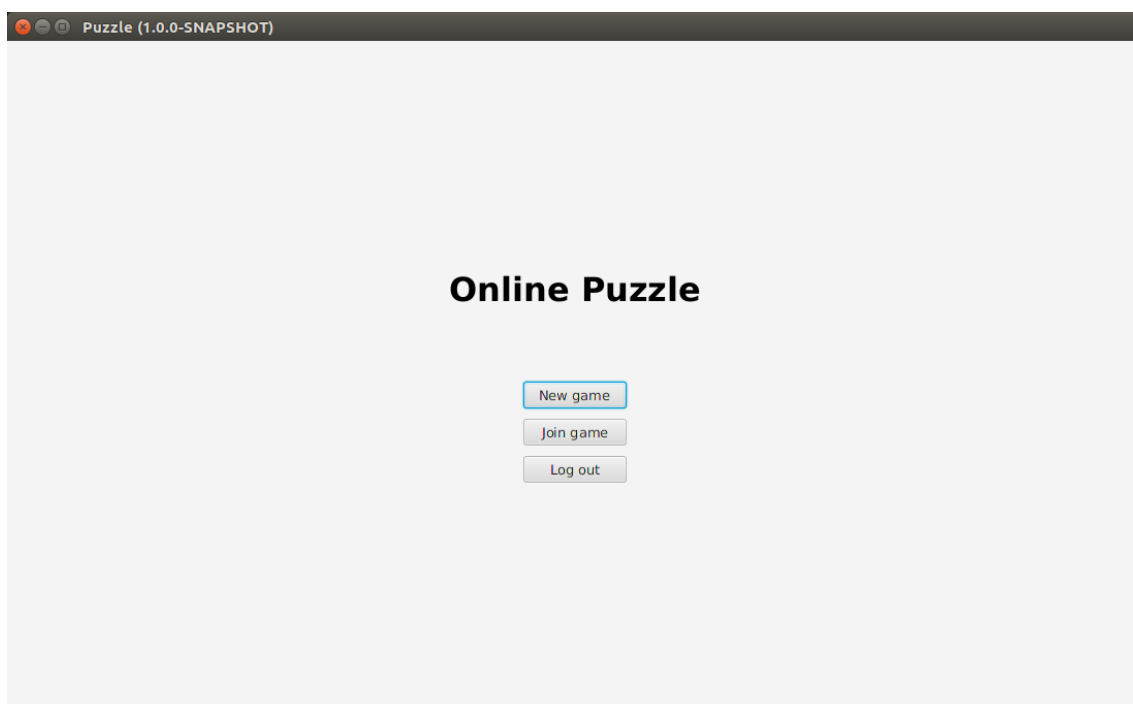 Puzzle (1.0.0-SNAPSHOT)
Online Puzzle
New game
Join game
Log out